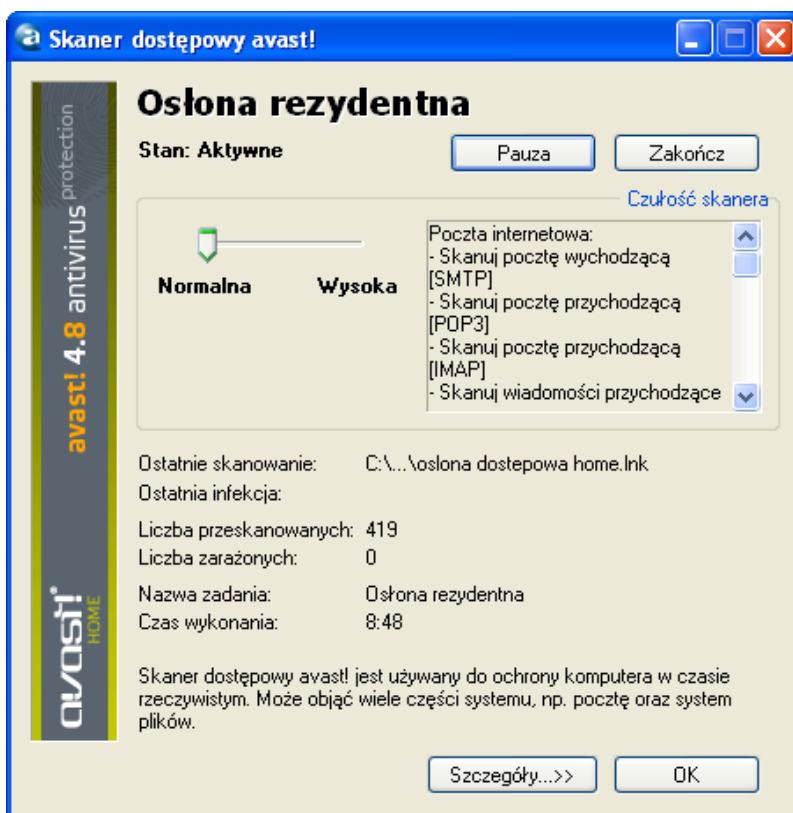 Skaner dostępowy avast!
Osłona rezydentna
Stan: Aktywne
Pauza
Zakończ
Czułość skanera
Normalna
Wysoka
Poczta internetowa:
- Skanuj pocztę wychodzącą
[SMTP]
- Skanuj pocztę przychodzącą
[POP3]
- Skanuj pocztę przychodzącą
[IMAP]
- Skanuj wiadomości przychodzące
Ostatnie skanowanie: C:\...\oslona dostepowa home.lnk
Ostatnia infekcja:
Liczba przeskanowanych: 419
Liczba zarażonych: 0
Nazwa zadania: Osłona rezydentna
Czas wykonania: 8:48
Skaner dostępowy avast! jest używany do ochrony komputera w czasie
rzeczywistym. Może objąć wiele części systemu, np. pocztę oraz system
plików.
Szczegóły...>>
OK
avast! 4.8 antivirus protection
avast!
HOME